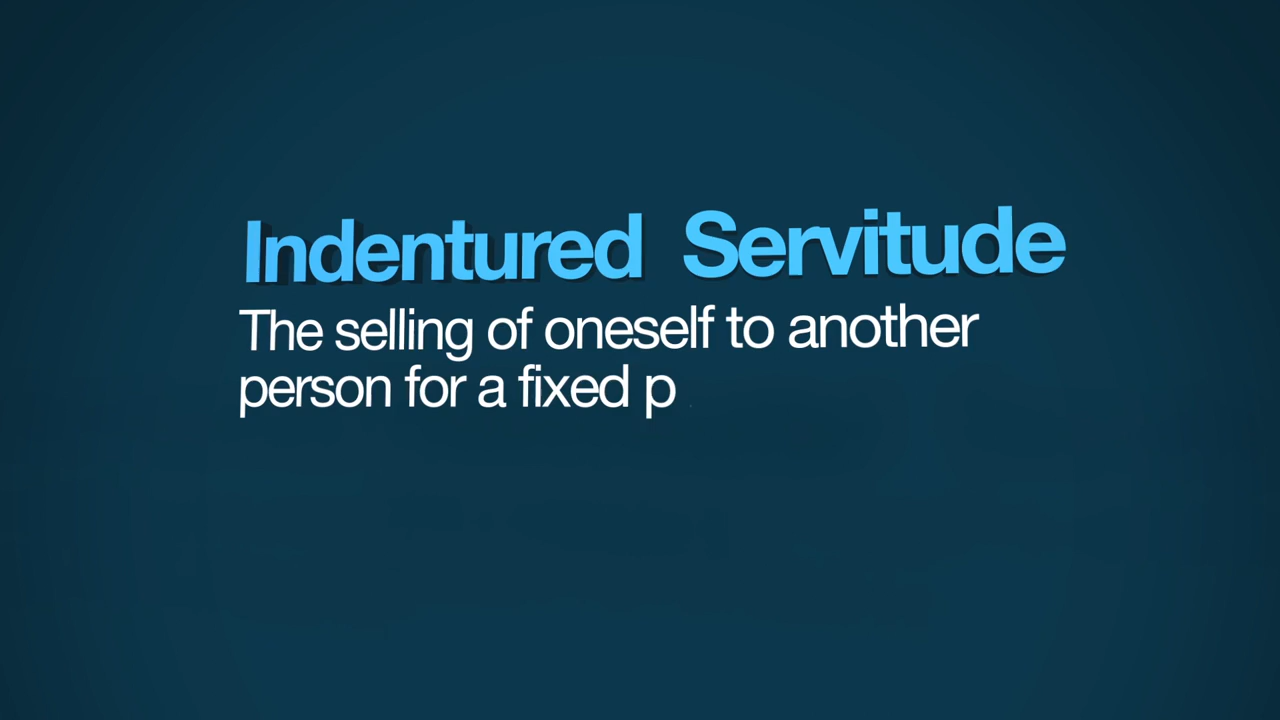 Indentured Servitude
The selling of oneself to another
person for a fixed p